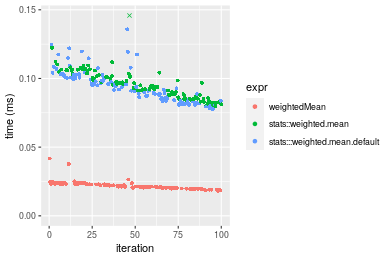 0.15
0.10
0.05
0.00
time (ms)
0
25
50
75
100
iteration
expr
weightedMean
stats::weighted.mean
stats:::weighted.mean.default